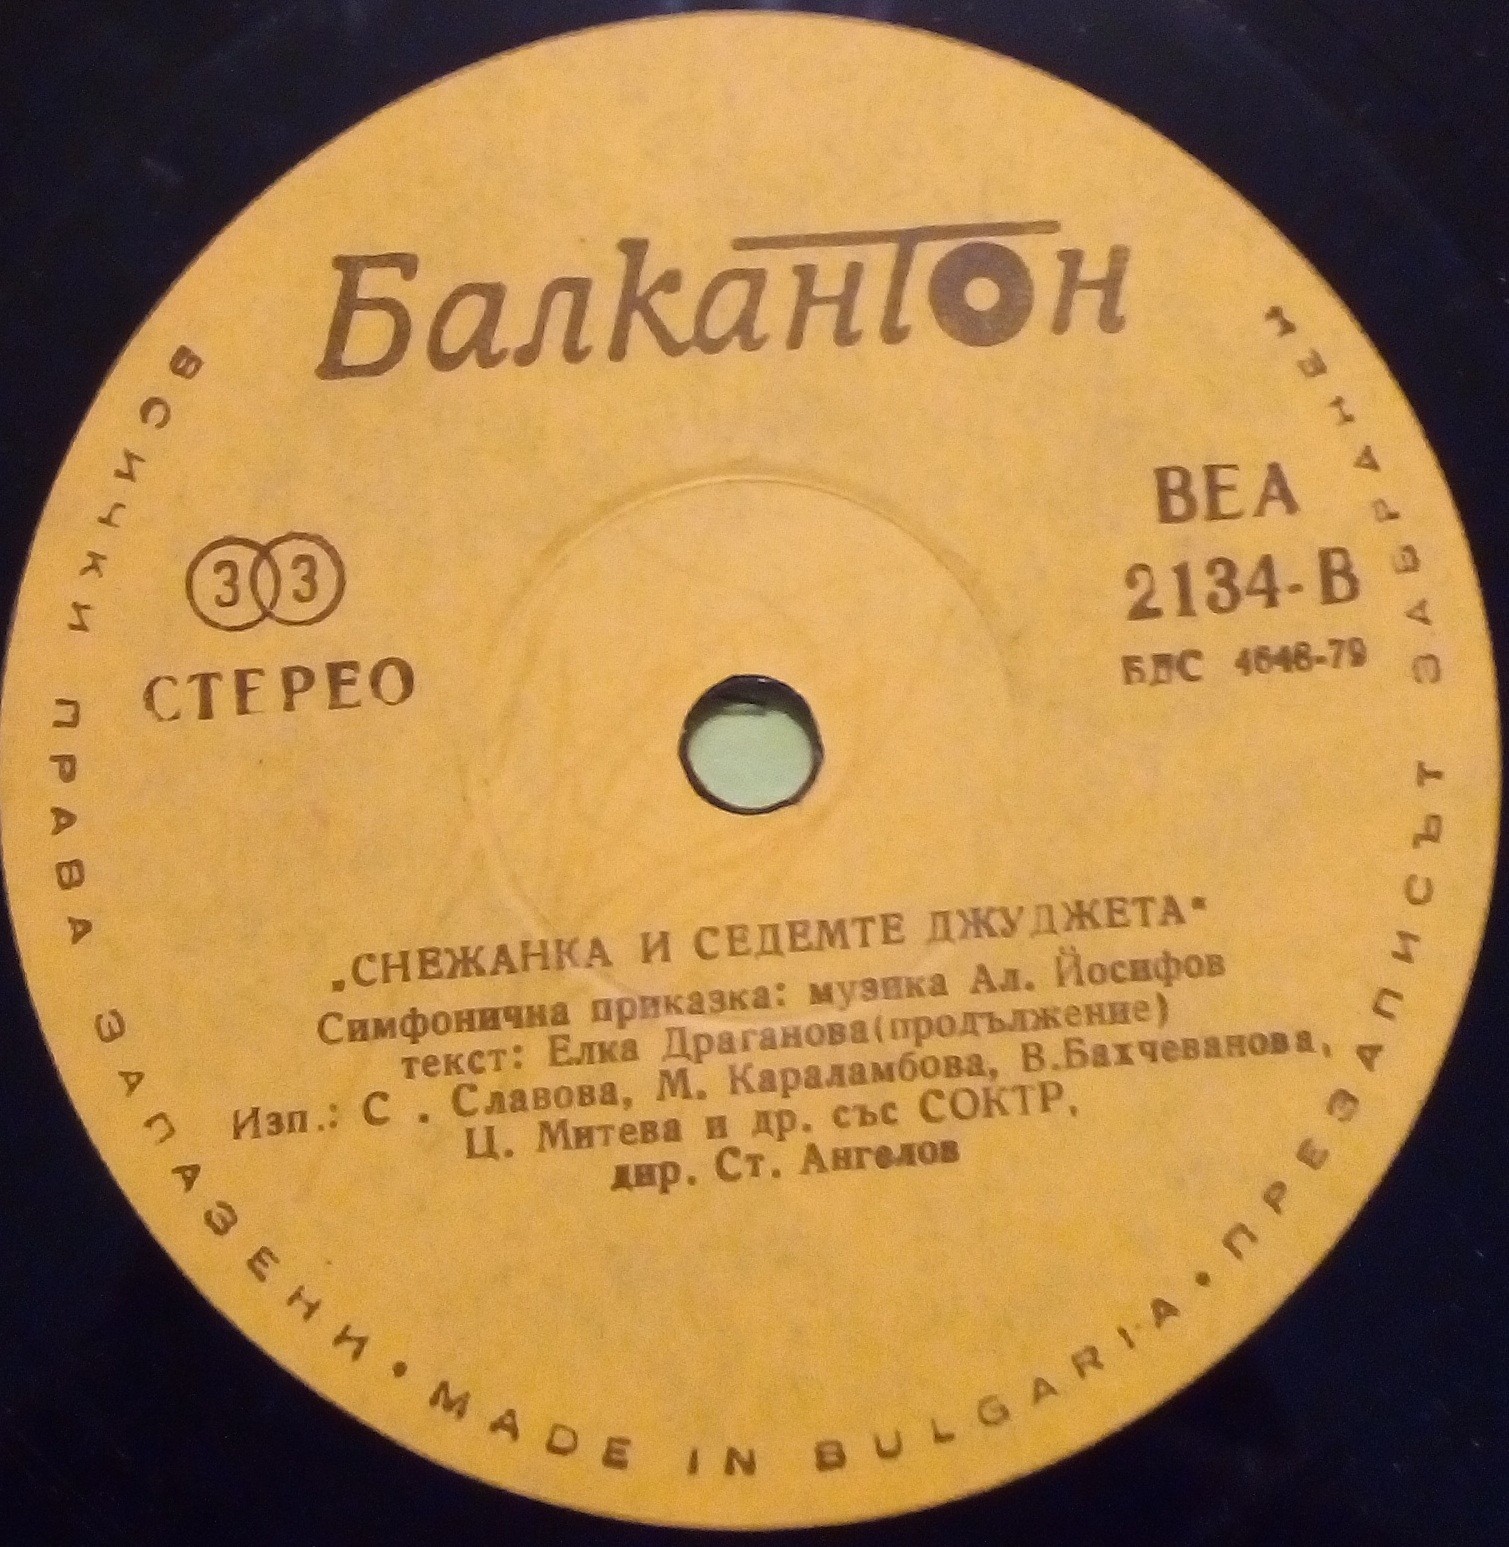 Балкантон
ВЕА
2134-В
БДС 4646-79
33
СТЕРЕО
„СНЕЖАНКА И СЕДЕМТЕ ДЖУДЖЕТА"
Симфонична приказка: музика Ал. Йосифов
текст: Елка Драганова(продължение)
Изп.: С . Славова, М. Караламбова, В.Бахчеванова,
Ц. Митева и др. със СОКТР,
дир. Ст. Ангелов
ВСИЧКИ ПРАВА ЗАПАЗЕНИ • MADE IN BULGARIA • ПРЕЗАПИСЪТ ЗАБРАНЕН